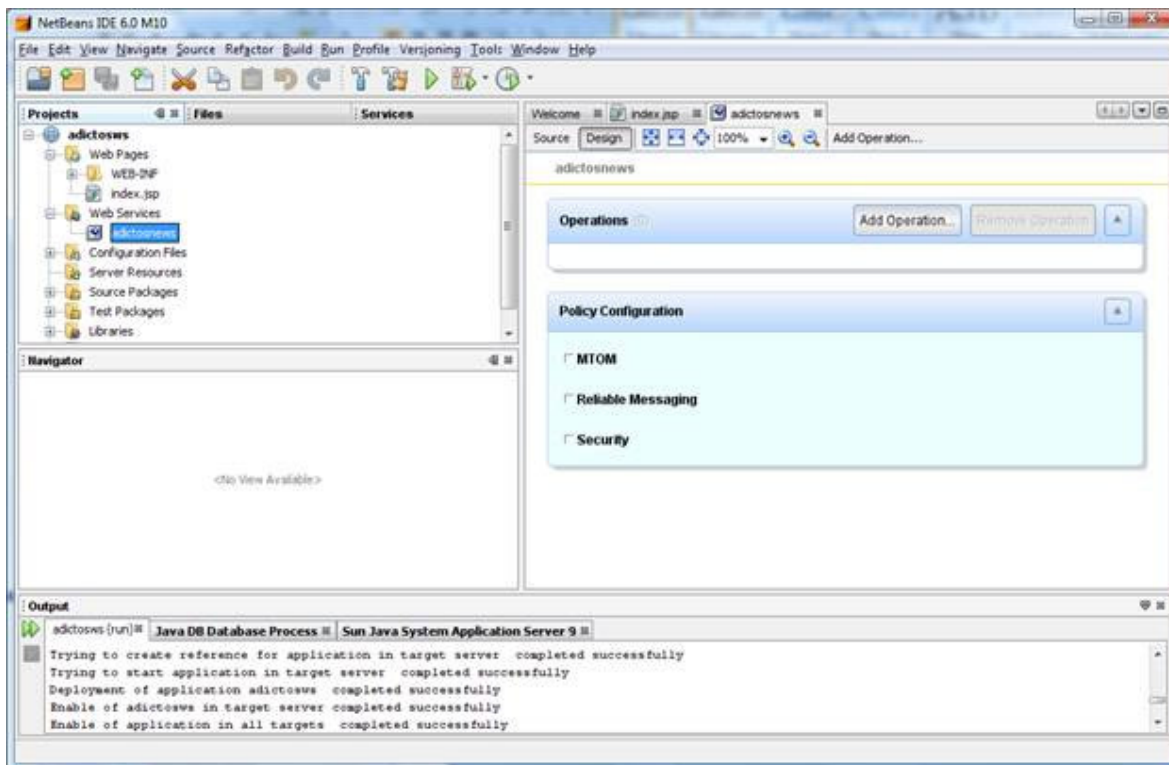 NetBeans IDE 6.0 M10
File Edit View Navigate Source Refactor Build Run Profile Versioning Tools Window Help
Projects Files Services
adictosws
Web Pages
WEB-INF
index.jsp
Web Services
adictosnews
Configuration Files
Server Resources
Source Packages
Test Packages
Libraries
Navigator
<No View Available>
Welcome index.jsp adictosnews
Source Design 100% Add Operation...
adictosnews
Operations (0) Add Operation... Remove Operation
Policy Configuration
MTOM
Reliable Messaging
Security
Output
adictosws (run) Java DB Database Process Sun Java System Application Server 9
Trying to create reference for application in target server completed successfully
Trying to start application in target server completed successfully
Deployment of application adictosws completed successfully
Enable of adictosws in target server completed successfully
Enable of application in all targets completed successfully